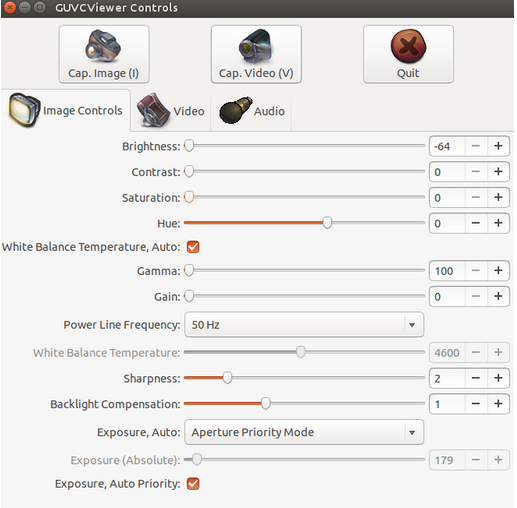 GUVCViewer Controls
Cap. Image (I) Cap. Video (V) Quit
Image Controls Video Audio
Brightness: -64 − +
Contrast: 0 − +
Saturation: 0 − +
Hue: 0 − +
White Balance Temperature, Auto:
Gamma: 100 − +
Gain: 0 − +
Power Line Frequency: 50 Hz
White Balance Temperature: 4600 − +
Sharpness: 2 − +
Backlight Compensation: 1 − +
Exposure, Auto: Aperture Priority Mode
Exposure (Absolute): 179 − +
Exposure, Auto Priority: